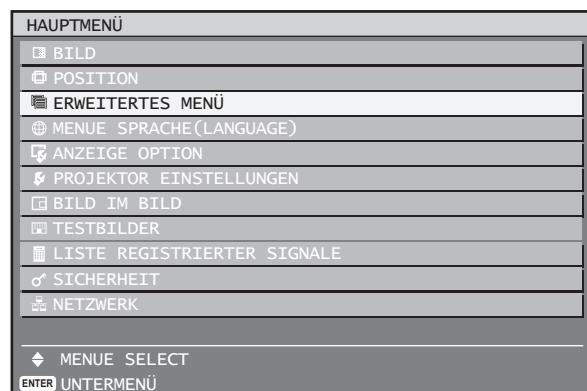 HAUPTMENÜ
BILD
POSITION
ERWEITERTES MENÜ
MENUE SPRACHE(LANGUAGE)
ANZEIGE OPTION
PROJEKTOR EINSTELLUNGEN
BILD IM BILD
TESTBILDER
LISTE REGISTRIERTER SIGNALE
SICHERHEIT
NETZWERK
MENUE SELECT
ENTER UNTERMENÜ